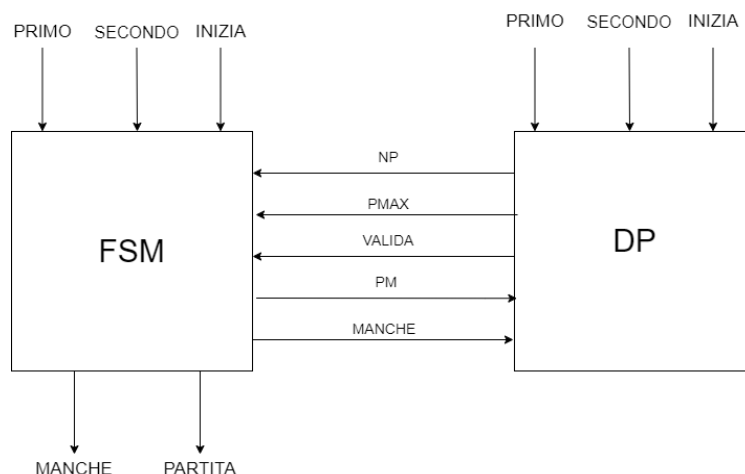 PRIMO SECONDO INIZIA
PRIMO SECONDO INIZIA
NP
PMAX
VALIDA
PM
MANCHE
FSM
DP
MANCHE PARTITA